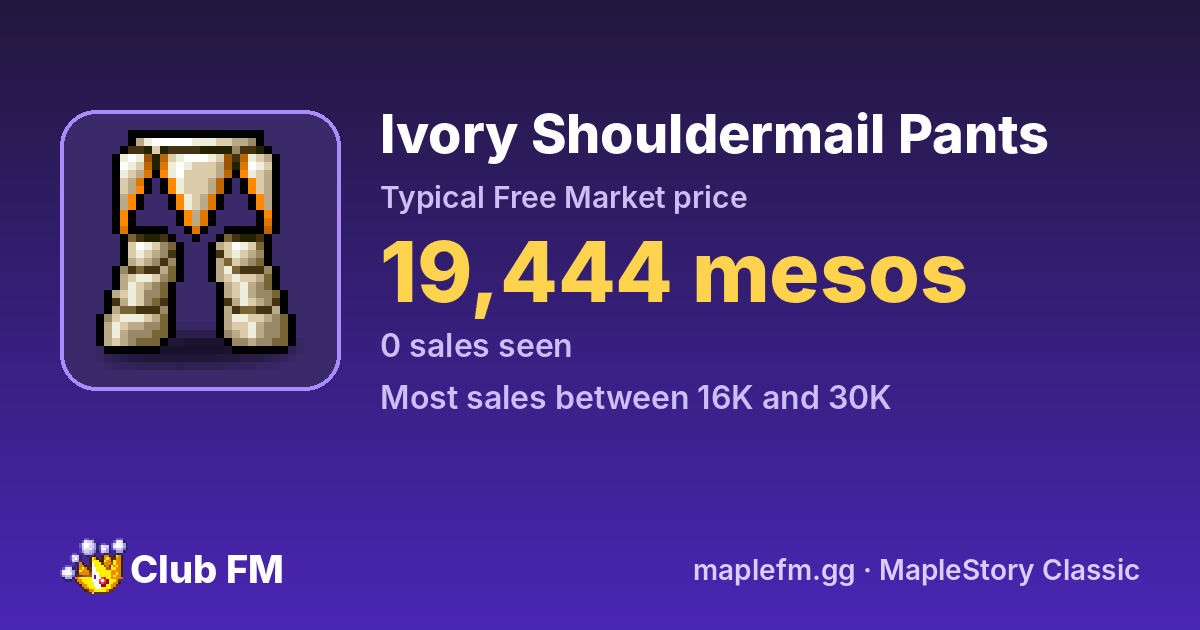 Ivory Shouldermail Pants
Typical Free Market price
19,444 mesos
0 sales seen
Most sales between 16K and 30K
Club FM
maplefm.gg · MapleStory Classic